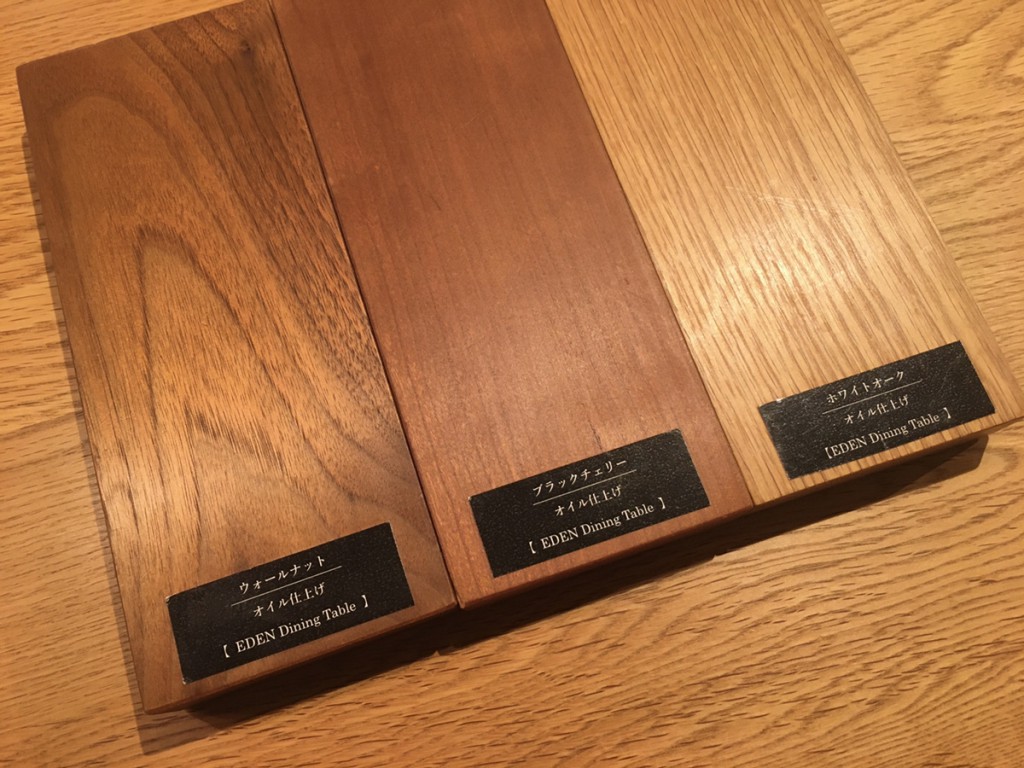 ウォールナット
オイル仕上げ
【 EDEN Dining Table 】
ブラックチェリー
オイル仕上げ
【 EDEN Dining Table 】
ホワイトオーク
オイル仕上げ
【EDEN Dining Table 】